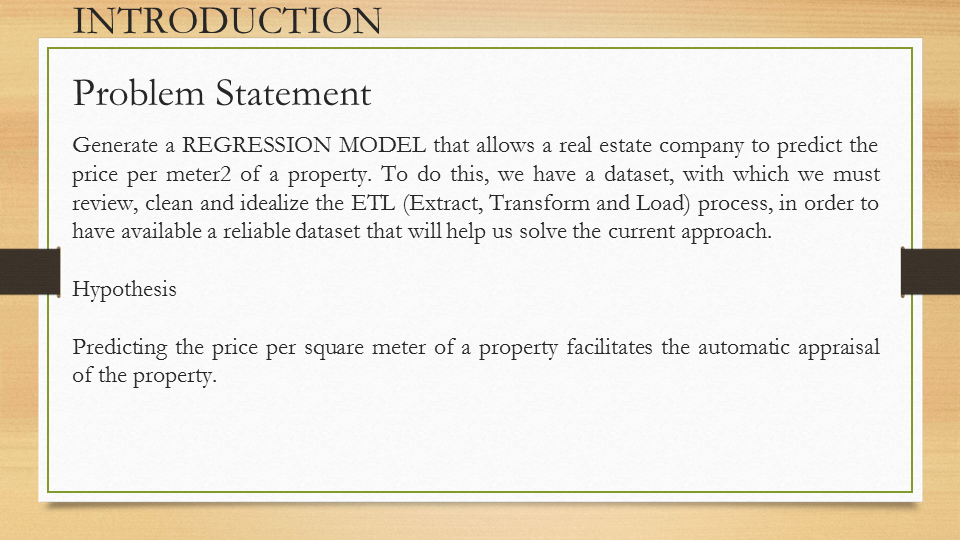 INTRODUCTION
Problem Statement
Generate a REGRESSION MODEL that allows a real estate company to predict the
price per meter2 of a property. To do this, we have a dataset, with which we must
review, clean and idealize the ETL (Extract, Transform and Load) process, in order to
have available a reliable dataset that will help us solve the current approach.
Hypothesis
Predicting the price per square meter of a property facilitates the automatic appraisal
of the property.